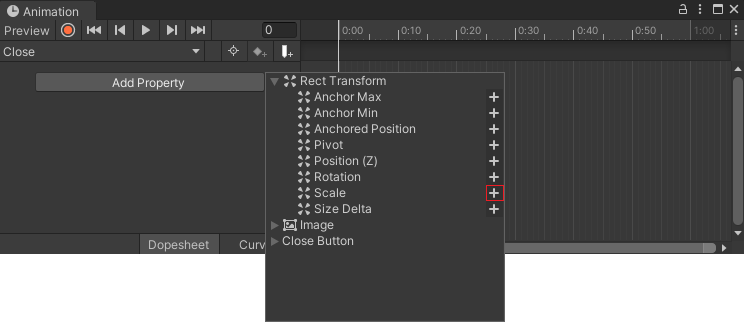 Animation
Preview 0 0:00 0:10 0:20 0:30 0:40 0:50 1:00
Close
Add Property
Rect Transform
Anchor Max
Anchor Min
Anchored Position
Pivot
Position (Z)
Rotation
Scale
Size Delta
Image
Close Button
Dopesheet Curv